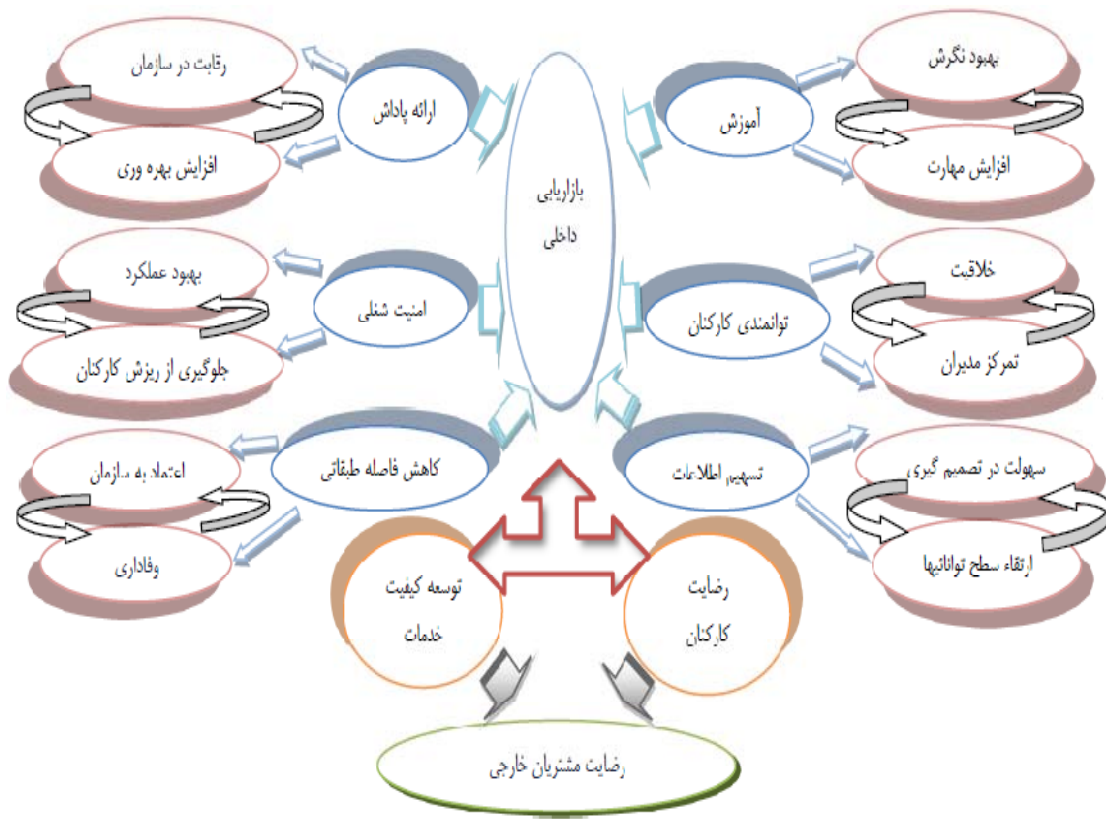 بهبود نگرش
رقابت در سازمان
آموزش
ارائه پاداش
افزایش مهارت
افزایش بهره وری
بازاریابی
داخلی
خلاقیت
بهبود عملکرد
توانمندی کارکنان
امنیت شغلی
تمرکز مدیران
جلوگیری از ریزش کارکنان
سهولت در تصمیم گیری
تسهیم اطلاعات
کاهش فاصله طبقاتی
اعتماد به سازمان
ارتقاء سطح تواناتیها
وفاداری
رضایت
کارکنان
توسعه کیفیت
خدمات
رضایت مشتریان خارجی